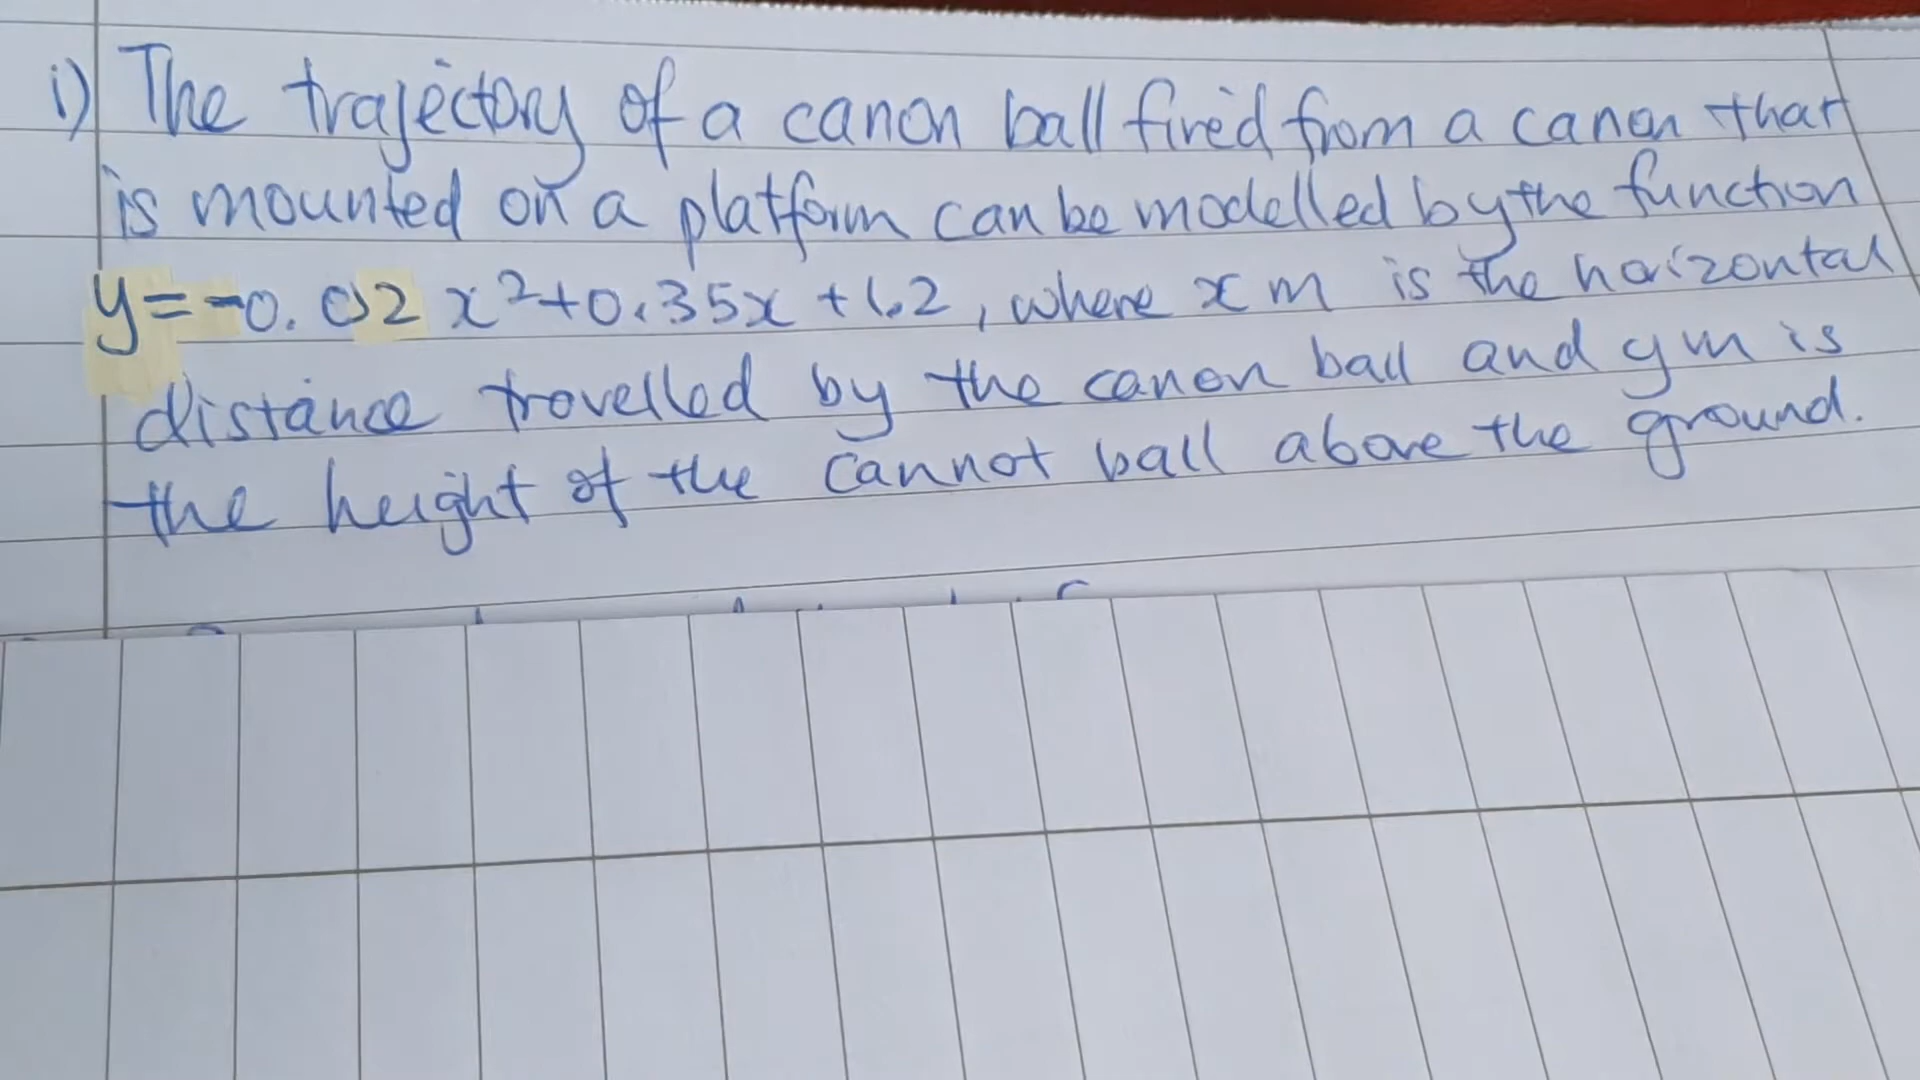 i) The trajectory of a canon ball fired from a canon that
is mounted on a platform can be modelled by the function
y=-0.02x²+0.35x+1.2, where x m is the horizontal
distance travelled by the canon ball and y m is
the height of the cannot ball above the ground.